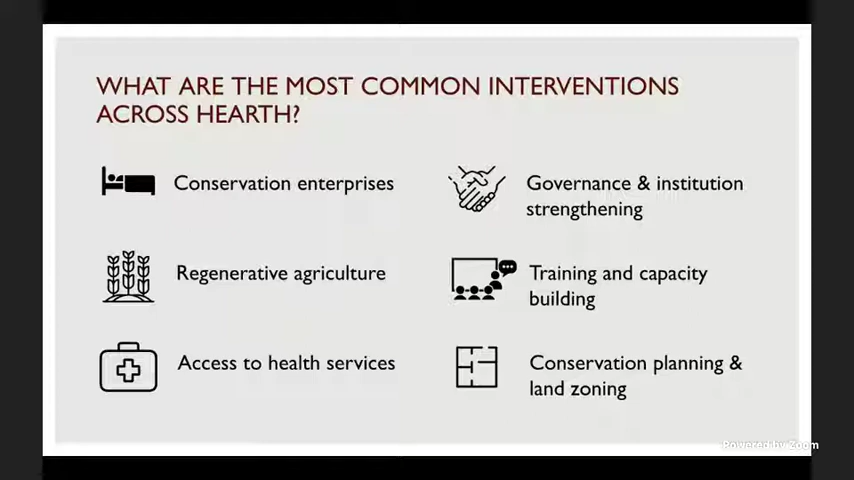 WHAT ARE THE MOST COMMON INTERVENTIONS
ACROSS HEARTH?
Conservation enterprises
Regenerative agriculture
Access to health services
Governance & institution
strengthening
Training and capacity
building
Conservation planning &
land zoning
Powered by Zoom